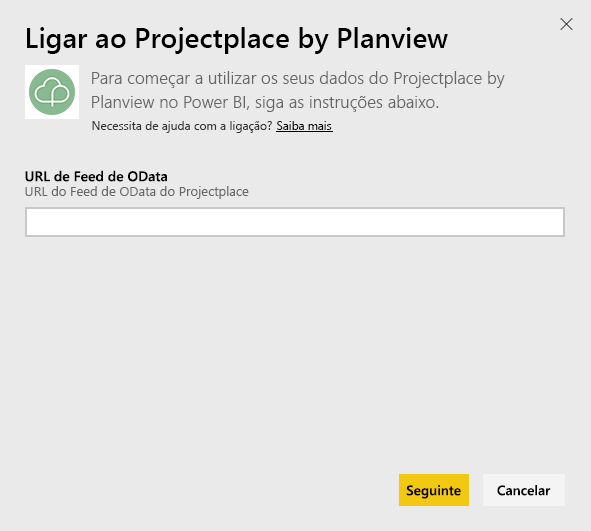 Ligar ao Projectplace by Planview
Para começar a utilizar os seus dados do Projectplace by
Planview no Power BI, siga as instruções abaixo.
Necessita de ajuda com a ligação? Saiba mais
URL de Feed de OData
URL do Feed de OData do Projectplace
Seguinte
Cancelar